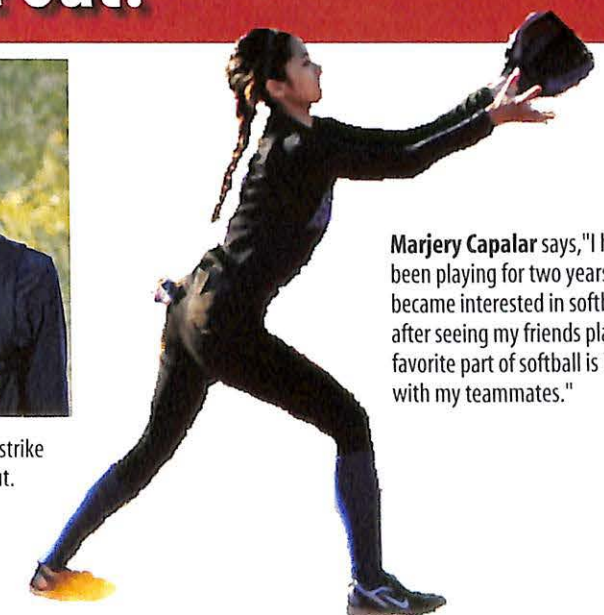 out.
Marjery Capalar says,"I h
been playing for two years
became interested in softb
after seeing my friends pla
favorite part of softball is
with my teammates."
strike
t.